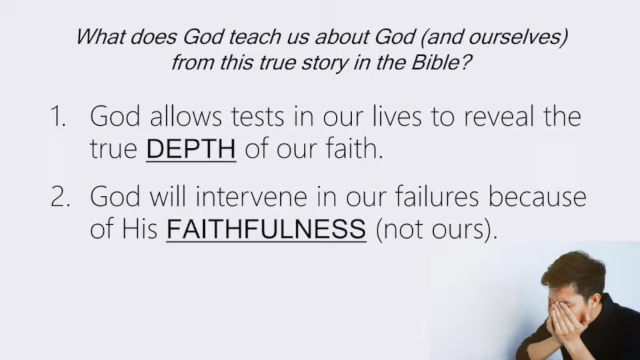 What does God teach us about God (and ourselves)
from this true story in the Bible?
1. God allows tests in our lives to reveal the
true DEPTH of our faith.
2. God will intervene in our failures because
of His FAITHFULNESS (not ours).